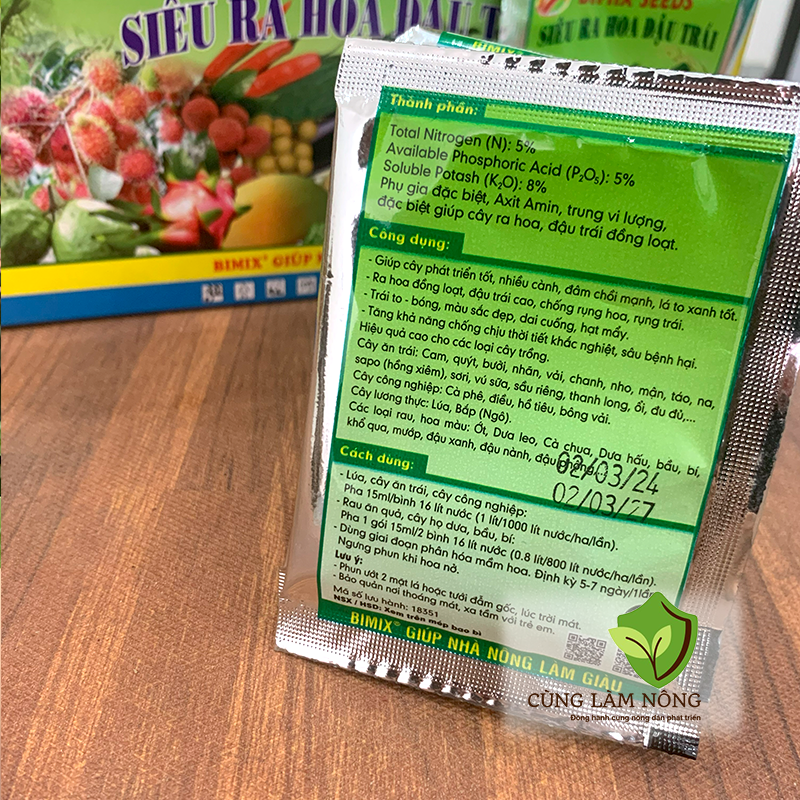 SIÊU RA HOA ĐẬU T
BIMIX SEEDS
SIÊU RA HOA ĐẬU TRÁI
BIMIX
BIMIX® GIÚP
Thành phần:
Total Nitrogen (N): 5%
Available Phosphoric Acid (P₂O₅): 5%
Soluble Potash (K₂O): 8%
Phụ gia đặc biệt, Axit Amin, trung vi lượng,
đặc biệt giúp cây ra hoa, đậu trái đồng loạt.
Công dụng:
- Giúp cây phát triển tốt, nhiều cành, đâm chồi mạnh, lá to xanh tốt.
- Ra hoa đồng loạt, đậu trái cao, chống rụng hoa, rụng trái.
- Trái to - bóng, màu sắc đẹp, dai cuống, hạt mẩy.
- Tăng khả năng chống chịu thời tiết khắc nghiệt, sâu bệnh hại.
Hiệu quả cao cho các loại cây trồng.
Cây ăn trái: Cam, quýt, bưởi, nhãn, vải, chanh, nho, mận, táo, na,
sapo (hồng xiêm), sơri, vú sữa, sầu riêng, thanh long, ổi, đu đủ,...
Cây công nghiệp: Cà phê, điều, hồ tiêu, bông vải.
Cây lương thực: Lúa, Bắp (Ngô).
Các loại rau, hoa màu: Ớt, Dưa leo, Cà chua, Dưa hấu, bầu, bí,
khổ qua, mướp, đậu xanh, đậu nành, đậu phộng...
02/03/24
02/03/27
Cách dùng:
- Lúa, cây ăn trái, cây công nghiệp:
Pha 15ml/bình 16 lít nước (1 lít/1000 lít nước/ha/lần).
- Rau ăn quả, cây họ dưa, bầu, bí:
Pha 1 gói 15ml/2 bình 16 lít nước (0.8 lít/800 lít nước/ha/lần).
- Dùng giai đoạn phân hóa mầm hoa. Định kỳ 5-7 ngày/1lần
Ngưng phun khi hoa nở.
Lưu ý:
- Phun ướt 2 mặt lá hoặc tưới đẫm gốc, lúc trời mát.
- Bảo quản nơi thoáng mát, xa tầm với trẻ em.
Mã số lưu hành: 18351
NSX / HSD: Xem trên mép bao bì
BIMIX® GIÚP NHÀ NÔNG LÀM GIÀU
CÙNG LÀM NÔNG
Đồng hành cùng nông dân phát triển